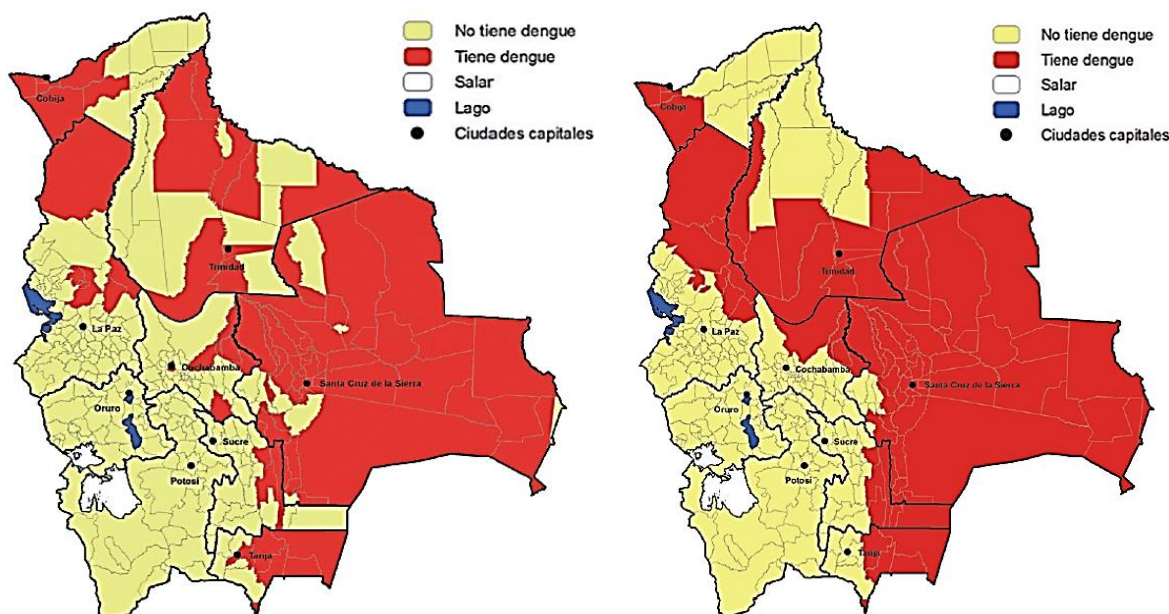 No tiene dengue
Tiene dengue
Salar
Lago
Ciudades capitales
Cobija
Trinidad
La Paz
Cochabamba
Santa Cruz de la Sierra
Oruro
Sucre
Potosí
Tarija
No tiene dengue
Tiene dengue
Salar
Lago
Ciudades capitales
Cobija
Trinidad
La Paz
Cochabamba
Santa Cruz de la Sierra
Oruro
Sucre
Potosí
Tarija